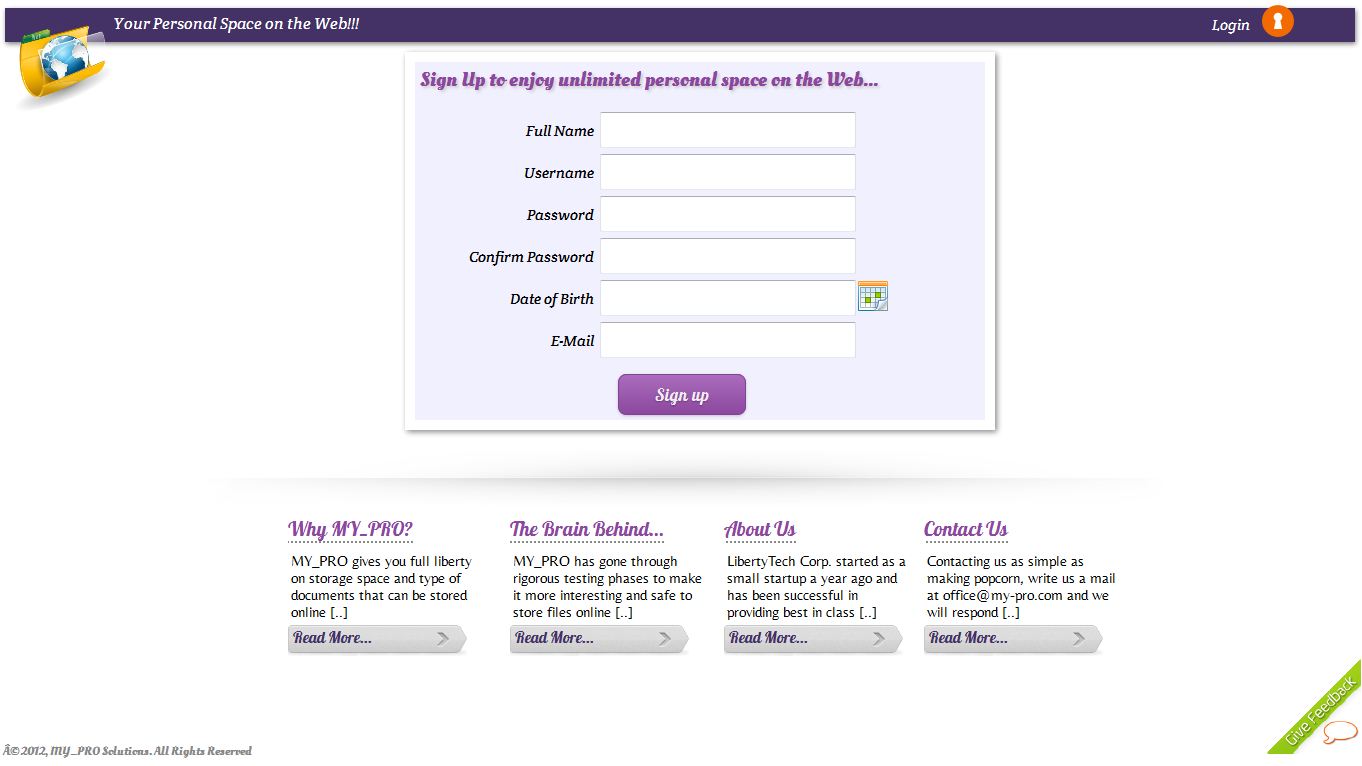 Your Personal Space on the Web!!!
Login
Sign Up to enjoy unlimited personal space on the Web...
Full Name
Username
Password
Confirm Password
Date of Birth
E-Mail
Sign up
Why MY_PRO?
MY_PRO gives you full liberty
on storage space and type of
documents that can be stored
online [..]
Read More...
The Brain Behind...
MY_PRO has gone through
rigorous testing phases to make
it more interesting and safe to
store files online [..]
Read More...
About Us
LibertyTech Corp. started as a
small startup a year ago and
has been successful in
providing best in class [..]
Read More...
Contact Us
Contacting us as simple as
making popcorn, write us a mail
at office@my-pro.com and we
will respond [..]
Read More...
Give Feedback
Â© 2012, MY_PRO Solutions. All Rights Reserved